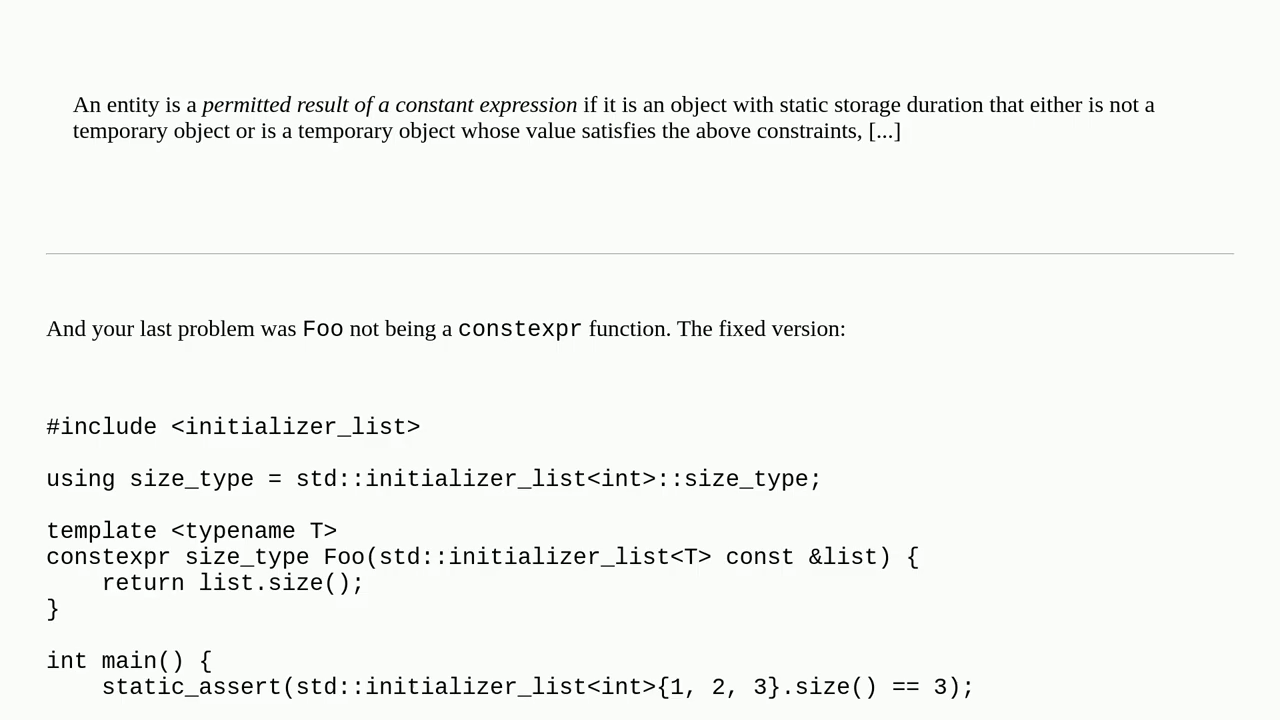 An entity is a permitted result of a constant expression if it is an object with static storage duration that either is not a
temporary object or is a temporary object whose value satisfies the above constraints, [...]
And your last problem was Foo not being a constexpr function. The fixed version:
#include <initializer_list>
using size_type = std::initializer_list<int>::size_type;
template <typename T>
constexpr size_type Foo(std::initializer_list<T> const &list) {
    return list.size();
}
int main() {
    static_assert(std::initializer_list<int>{1, 2, 3}.size() == 3);